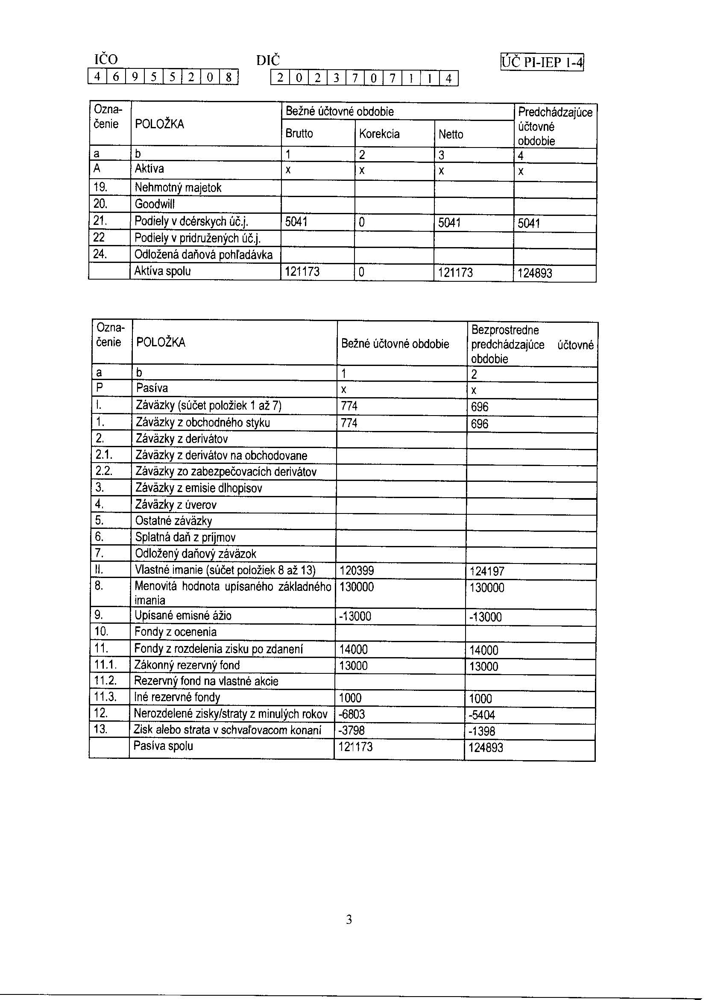 IČO DIČ ÚČ PI-IEP 1-4
4 6 9 5 5 2 0 8 2 0 2 3 7 0 7 1 1 4
Ozna-
čenie POLOŽKA Bežné účtovné obdobie Predchádzajúce
účtovné
obdobie
Brutto Korekcia Netto
a b 1 2 3 4
A Aktíva x x x x
19. Nehmotný majetok
20. Goodwill
21. Podiely v dcérskych úč.j. 5041 0 5041 5041
22 Podiely v pridružených úč.j.
24. Odložená daňová pohľadávka
Aktíva spolu 121173 0 121173 124893
Ozna-
čenie POLOŽKA Bežné účtovné obdobie Bezprostredne
predchádzajúce účtovné
obdobie
a b 1 2
P Pasíva x x
I. Záväzky (súčet položiek 1 až 7) 774 696
1. Záväzky z obchodného styku 774 696
2. Záväzky z derivátov
2.1. Záväzky z derivátov na obchodovane
2.2. Záväzky zo zabezpečovacích derivátov
3. Záväzky z emisie dlhopisov
4. Záväzky z úverov
5. Ostatné záväzky
6. Splatná daň z príjmov
7. Odložený daňový záväzok
II. Vlastné imanie (súčet položiek 8 až 13) 120399 124197
8. Menovitá hodnota upísaného základného 130000 130000
imania
9. Upísané emisné ážio -13000 -13000
10. Fondy z ocenenia
11. Fondy z rozdelenia zisku po zdanení 14000 14000
11.1. Zákonný rezervný fond 13000 13000
11.2. Rezervný fond na vlastné akcie
11.3. Iné rezervné fondy 1000 1000
12. Nerozdelené zisky/straty z minulých rokov -6803 -5404
13. Zisk alebo strata v schvaľovacom konaní -3798 -1398
Pasíva spolu 121173 124893
3